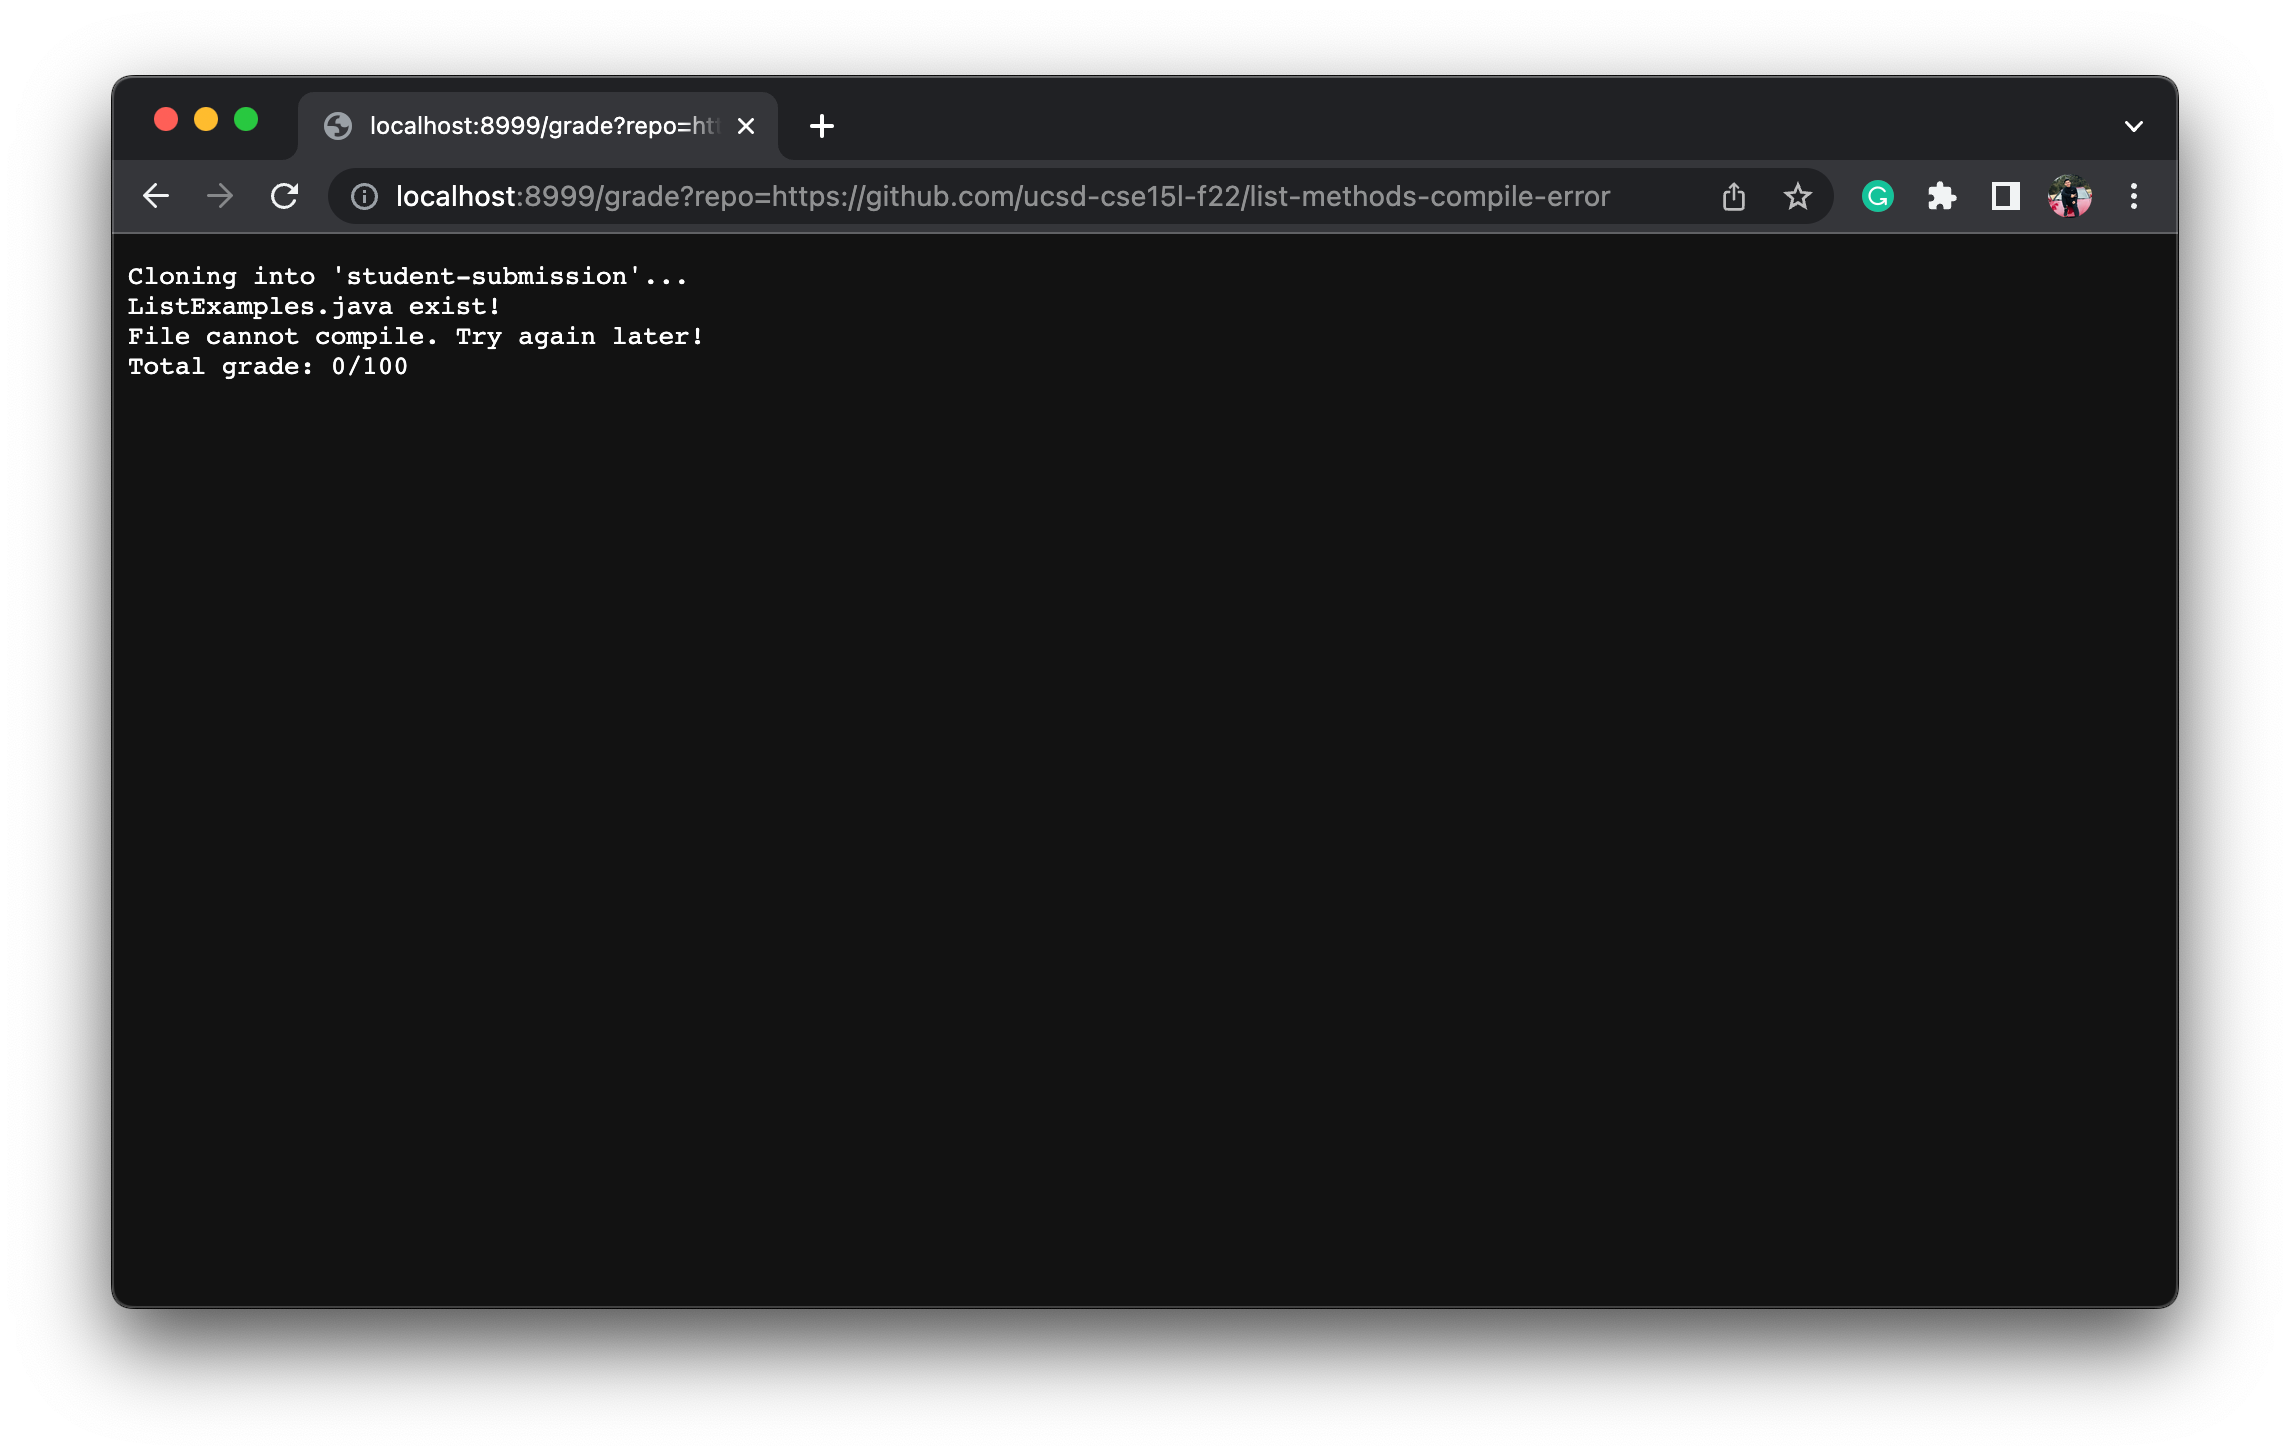 localhost:8999/grade?repo=htt
localhost:8999/grade?repo=https://github.com/ucsd-cse15l-f22/list-methods-compile-error
Cloning into 'student-submission'...
ListExamples.java exist!
File cannot compile. Try again later!
Total grade: 0/100